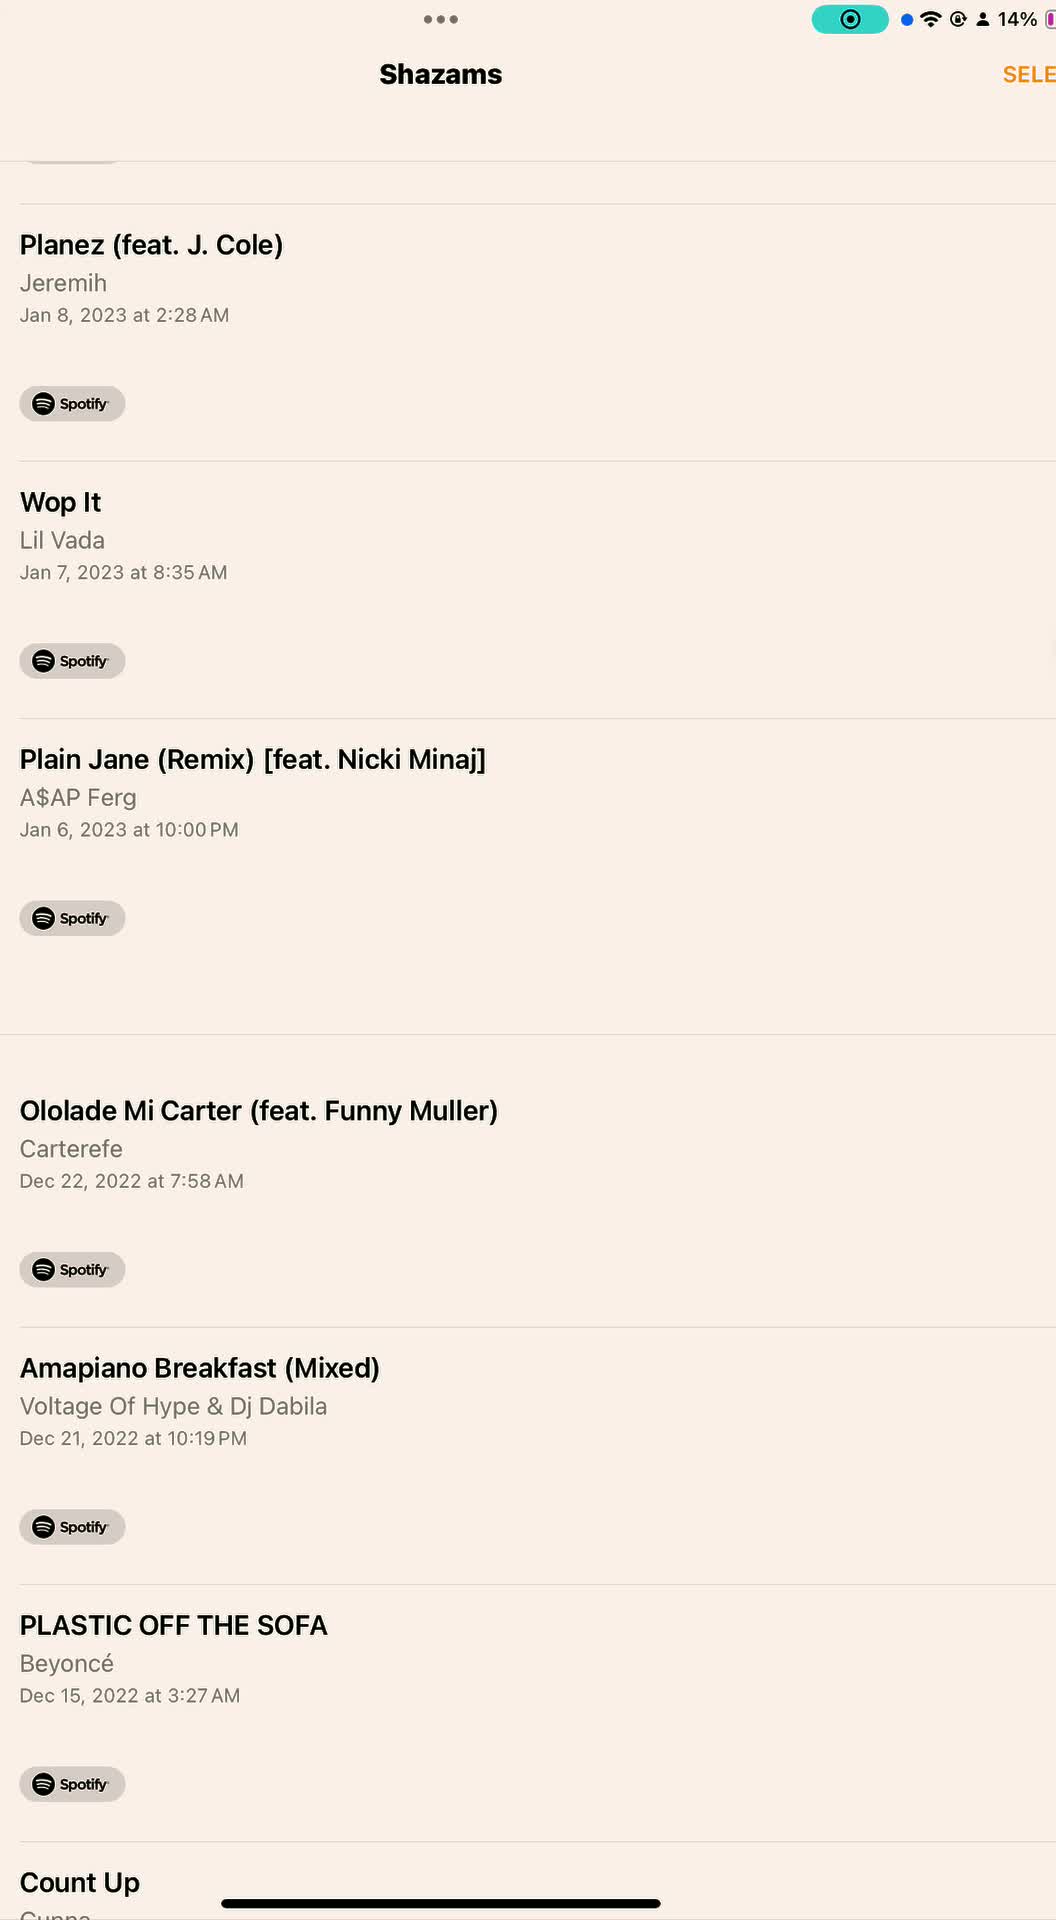 14%
Shazams
SELE
Planez (feat. J. Cole)
Jeremih
Jan 8, 2023 at 2:28 AM
Spotify
Wop It
Lil Vada
Jan 7, 2023 at 8:35 AM
Spotify
Plain Jane (Remix) [feat. Nicki Minaj]
A$AP Ferg
Jan 6, 2023 at 10:00 PM
Spotify
Ololade Mi Carter (feat. Funny Muller)
Carterefe
Dec 22, 2022 at 7:58 AM
Spotify
Amapiano Breakfast (Mixed)
Voltage Of Hype & Dj Dabila
Dec 21, 2022 at 10:19 PM
Spotify
PLASTIC OFF THE SOFA
Beyoncé
Dec 15, 2022 at 3:27 AM
Spotify
Count Up